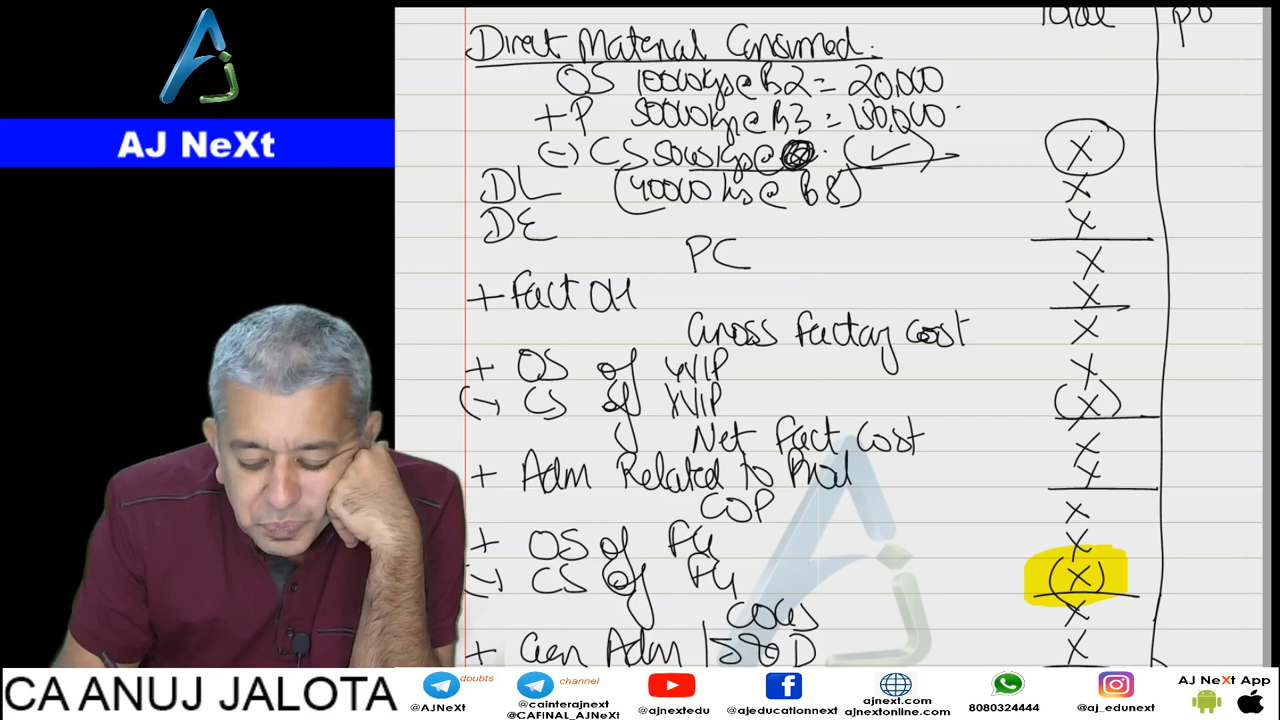 AJ NeXt
Total
Direct Material Consumed:
OS 10000kgs@ Rs2 = 20,000
+ P 50000kgs@ Rs3 = 150,000
(-) CS 5000kgs@ (✓) X
DL (40000 hs@ Rs8) X
DE X
PC X
+ Fact OH X
Gross Factory Cost X
+ OS of WIP X
(-) CS of WIP (X)
Net Fact Cost X
+ Adm Related to Prod X
COP X
+ OS of FG X
(-) CS of FG (X)
COGS X
+ Gen Adm | S&D X
CA ANUJ JALOTA
doubts
@AJNeXt
channel
@cainterajnext
@CAFINAL_AJNeXt
@ajnextedu
@ajeducationnext
ajnext.com
ajnextonline.com
8080324444
@aj_edunext
AJ NeXt App